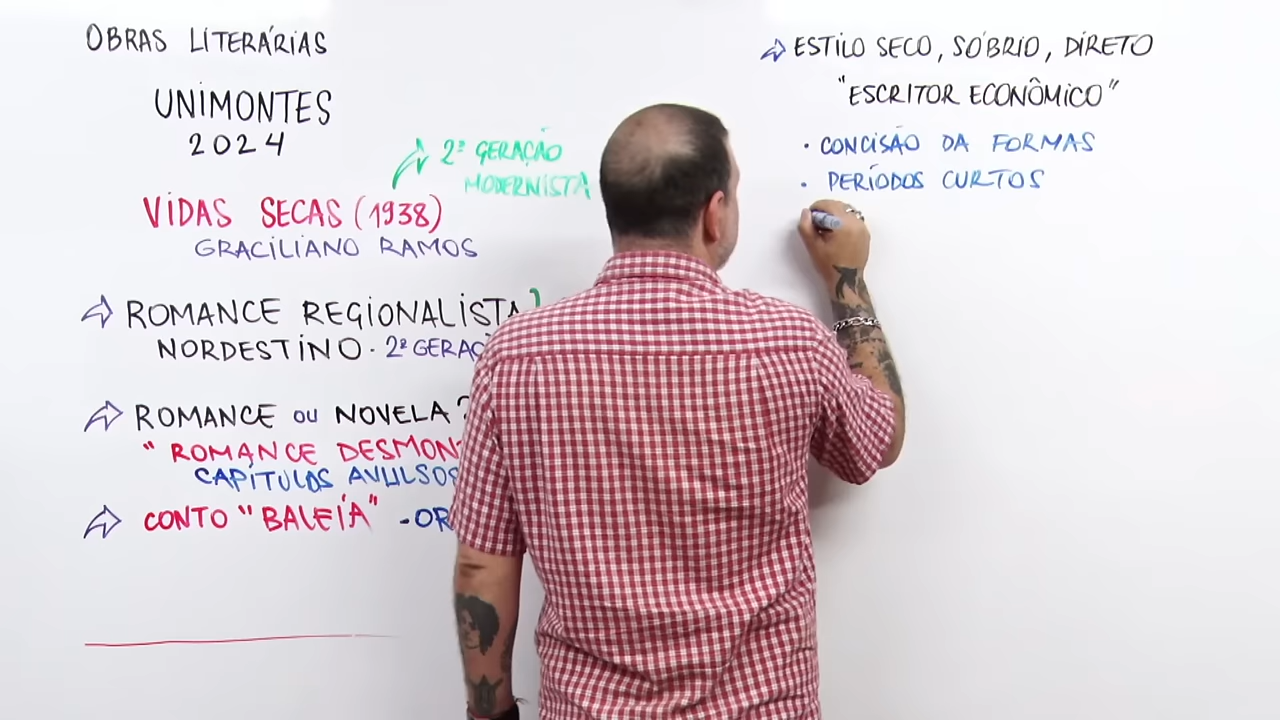 OBRAS LITERÁRIAS
UNIMONTES
2024
2ª GERAÇÃO
MODERNISTA
VIDAS SECAS (1938)
GRACILIANO RAMOS
ROMANCE REGIONALISTA
NORDESTINO · 2ª
ROMANCE OU NOVELA?
"ROMANCE
CAPÍTULOS AVULSOS
CONTO "BALEIA" -
ESTILO SECO, SÓBRIO, DIRETO
"ESCRITOR ECONÔMICO"
· CONCISÃO DA FORMAS
· PERÍODOS CURTOS